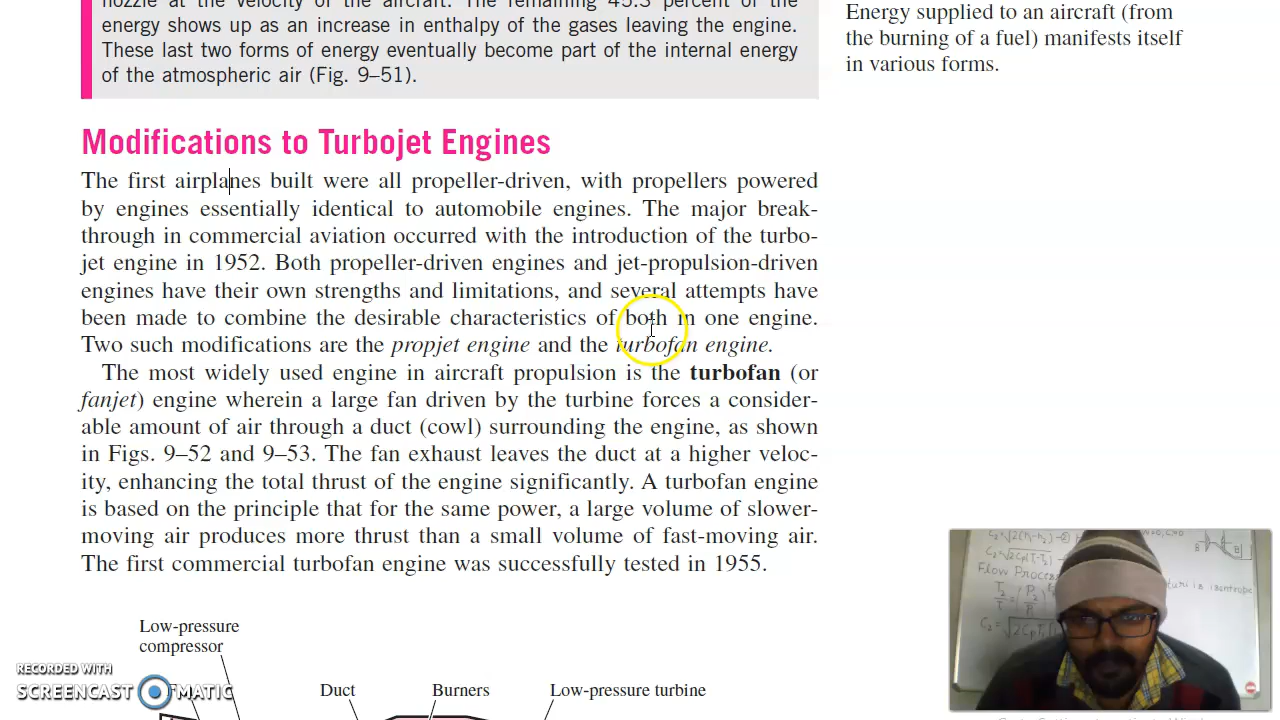 nozzle at the velocity of the aircraft. The remaining 45.3 percent of the
energy shows up as an increase in enthalpy of the gases leaving the engine.
These last two forms of energy eventually become part of the internal energy
of the atmospheric air (Fig. 9–51).
Energy supplied to an aircraft (from
the burning of a fuel) manifests itself
in various forms.
Modifications to Turbojet Engines
The first airplanes built were all propeller-driven, with propellers powered
by engines essentially identical to automobile engines. The major break-
through in commercial aviation occurred with the introduction of the turbo-
jet engine in 1952. Both propeller-driven engines and jet-propulsion-driven
engines have their own strengths and limitations, and several attempts have
been made to combine the desirable characteristics of both in one engine.
Two such modifications are the propjet engine and the turbofan engine.
The most widely used engine in aircraft propulsion is the turbofan (or
fanjet) engine wherein a large fan driven by the turbine forces a consider-
able amount of air through a duct (cowl) surrounding the engine, as shown
in Figs. 9–52 and 9–53. The fan exhaust leaves the duct at a higher veloc-
ity, enhancing the total thrust of the engine significantly. A turbofan engine
is based on the principle that for the same power, a large volume of slower-
moving air produces more thrust than a small volume of fast-moving air.
The first commercial turbofan engine was successfully tested in 1955.
Low-pressure
compressor
Duct
Burners
Low-pressure turbine
RECORDED WITH
SCREENCAST MATIC
Flow Process
is isentrope